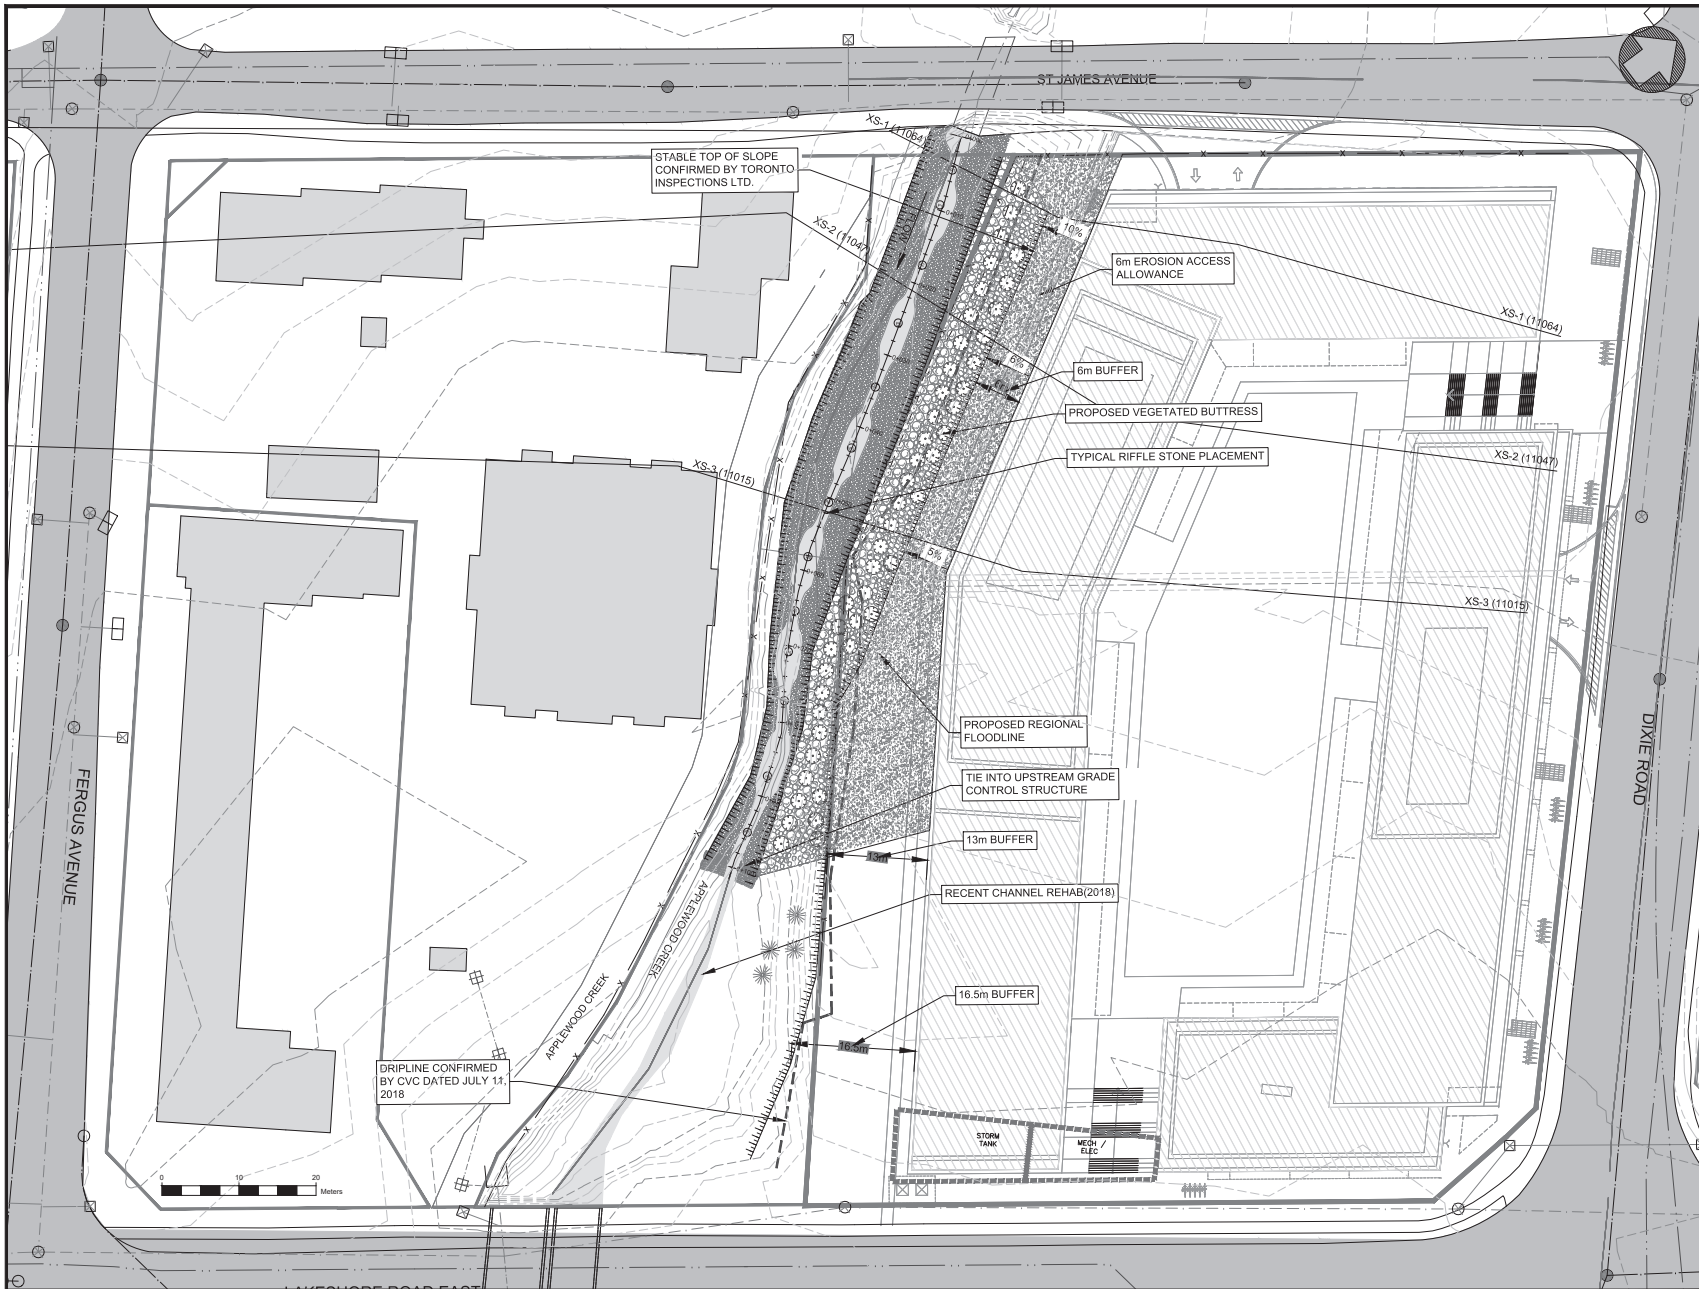 ST JAMES AVENUE
XS-1 (11064)
STABLE TOP OF SLOPE
CONFIRMED BY TORONTO
INSPECTIONS LTD.
XS-2 (11047)
FLOW
10%
6m EROSION ACCESS
ALLOWANCE
XS-1 (11064)
6%
6m BUFFER
PROPOSED VEGETATED BUTTRESS
TYPICAL RIFFLE STONE PLACEMENT
XS-2 (11047)
XS-3 (11015)
5%
XS-3 (11015)
PROPOSED REGIONAL
FLOODLINE
DIXIE ROAD
FERGUS AVENUE
TIE INTO UPSTREAM GRADE
CONTROL STRUCTURE
13m BUFFER
13m
RECENT CHANNEL REHAB(2018)
APPLEWOOD CREEK
APPLEWOOD CREEK
16.5m BUFFER
16.5m
DRIPLINE CONFIRMED
BY CVC DATED JULY 11,
2018
STORM
TANK
MECH /
ELEC
0 10 20
Meters
LAKESHORE ROAD EAST